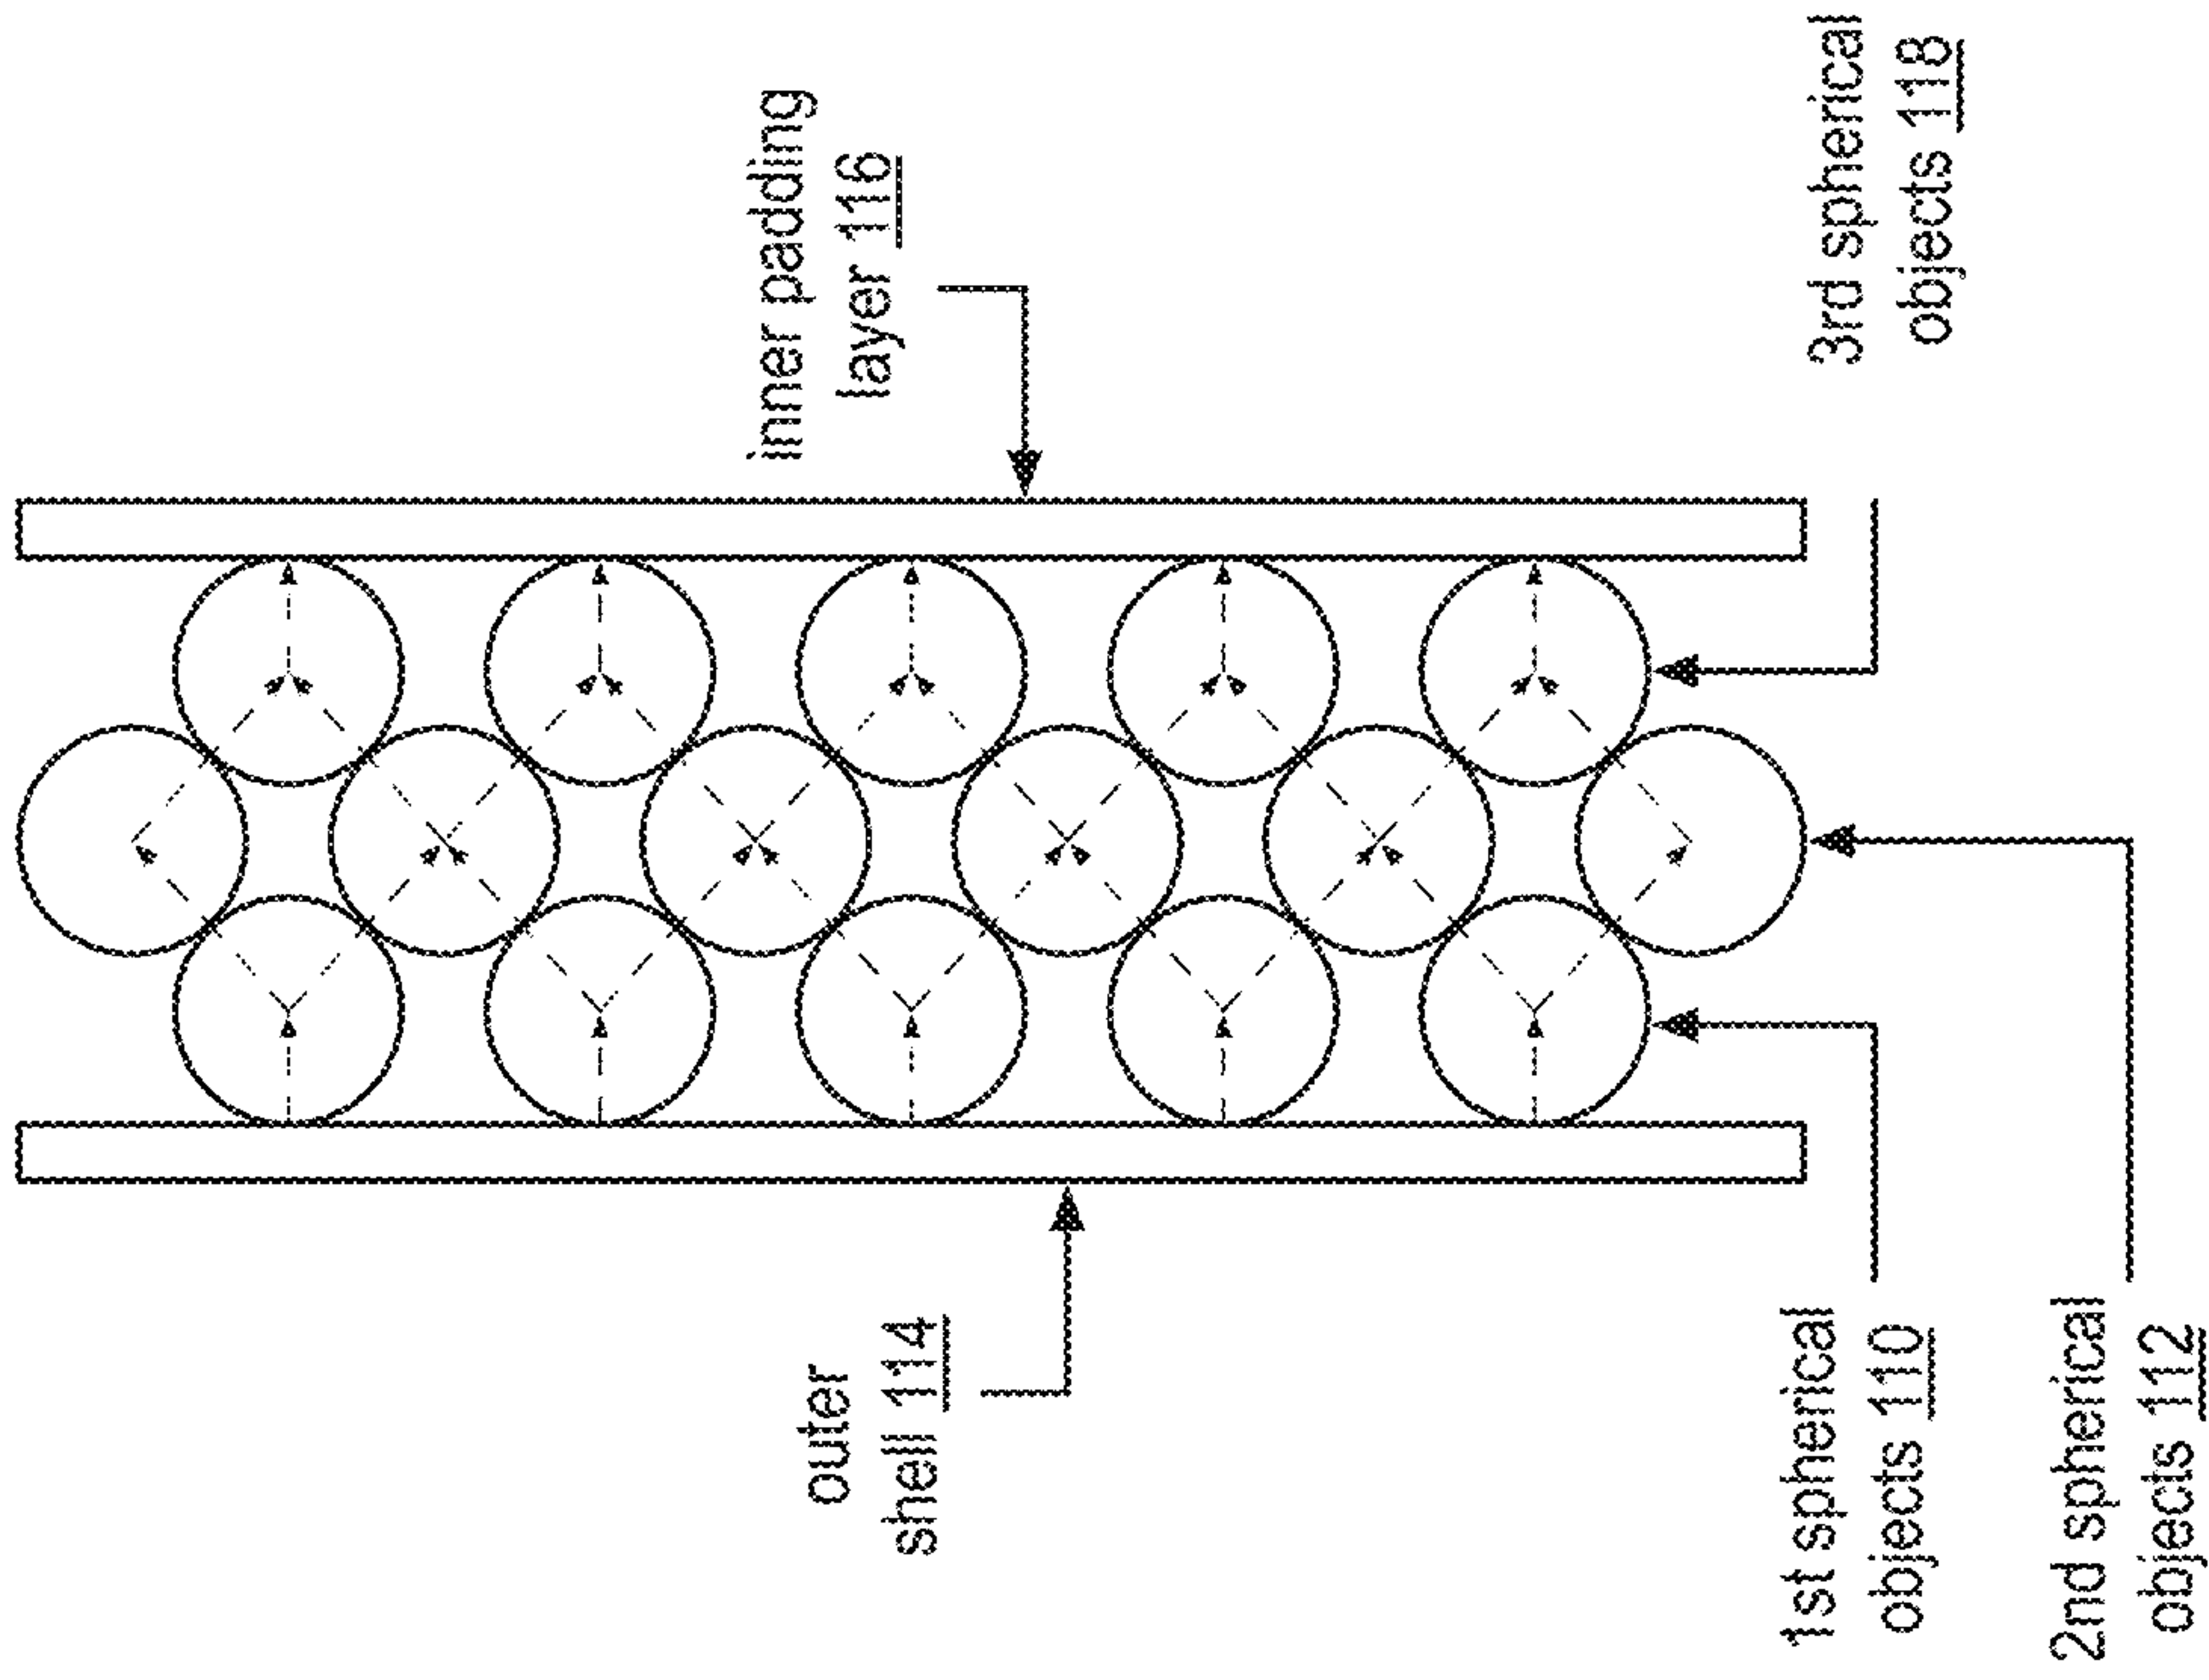 outer
shell 114
inner padding
layer 116
1st spherical
objects 110
2nd spherical
objects 112
3rd spherical
objects 118